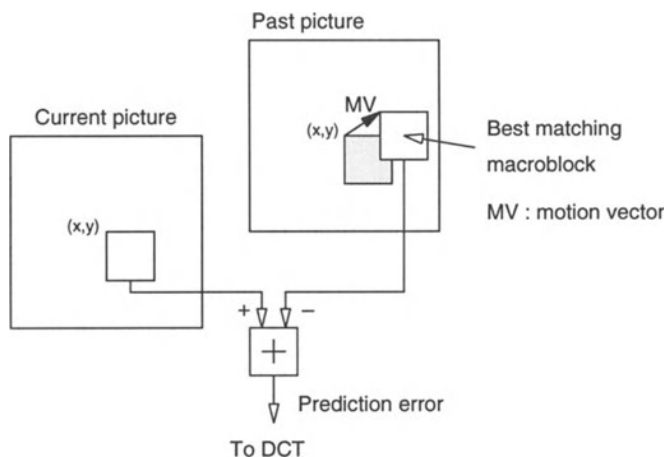 Past picture
Current picture
MV
(x,y)
Best matching
macroblock
MV : motion vector
(x,y)
+
−
+
Prediction error
To DCT